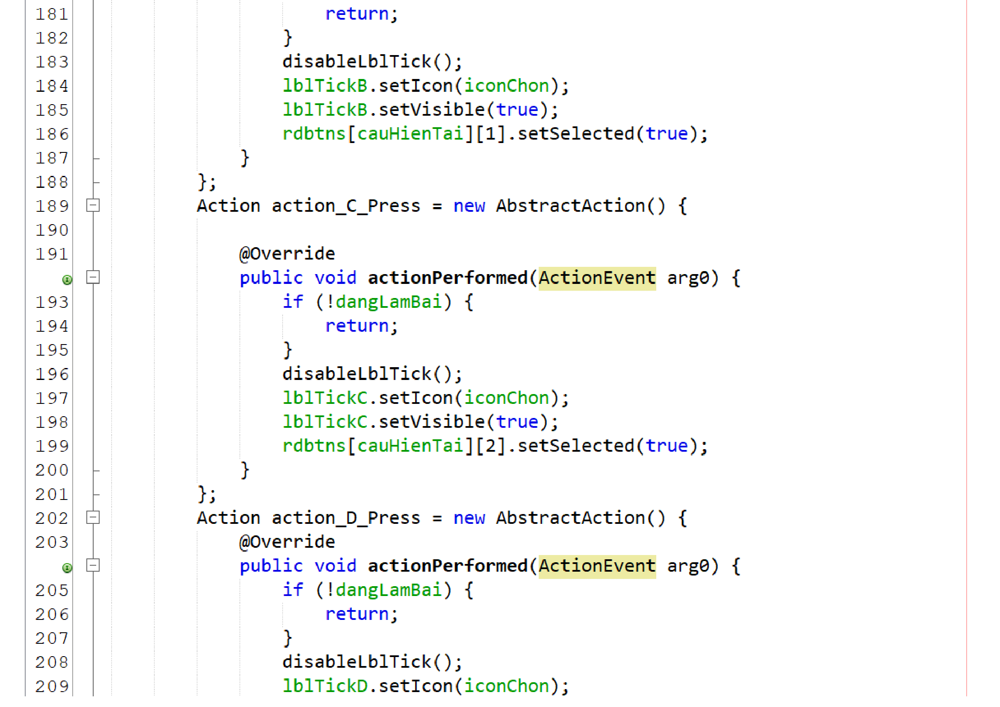 181 return;
182 }
183 disableLblTick();
184 lblTickB.setIcon(iconChon);
185 lblTickB.setVisible(true);
186 rdbtns[cauHienTai][1].setSelected(true);
187 }
188 };
189 Action action_C_Press = new AbstractAction() {
190
191 @Override
public void actionPerformed(ActionEvent arg0) {
193 if (!dangLamBai) {
194 return;
195 }
196 disableLblTick();
197 lblTickC.setIcon(iconChon);
198 lblTickC.setVisible(true);
199 rdbtns[cauHienTai][2].setSelected(true);
200 }
201 };
202 Action action_D_Press = new AbstractAction() {
203 @Override
public void actionPerformed(ActionEvent arg0) {
205 if (!dangLamBai) {
206 return;
207 }
208 disableLblTick();
209 lblTickD.setIcon(iconChon);